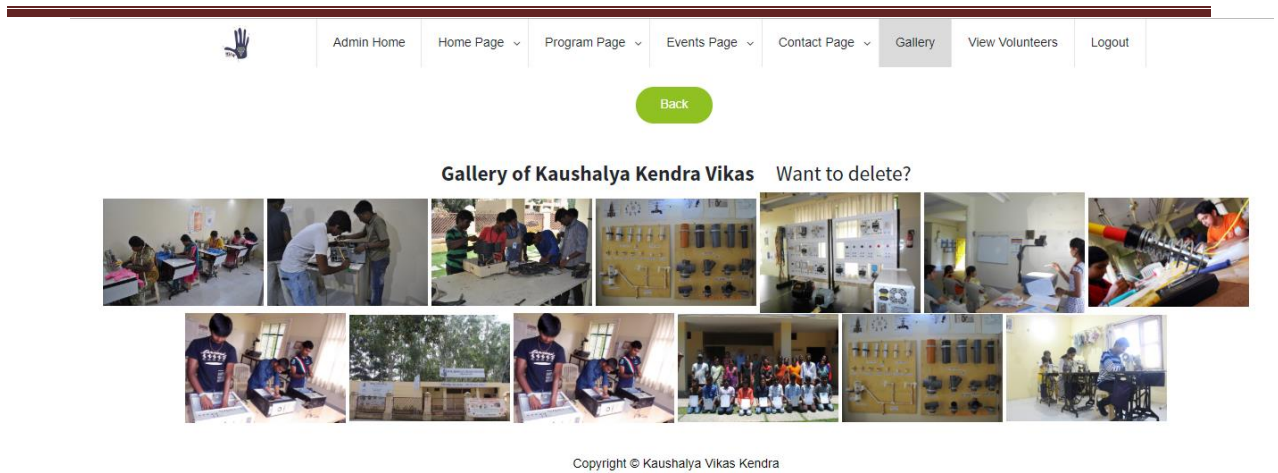 Admin Home Home Page Program Page Events Page Contact Page Gallery View Volunteers Logout
Back
Gallery of Kaushalya Kendra Vikas Want to delete?
Copyright © Kaushalya Vikas Kendra